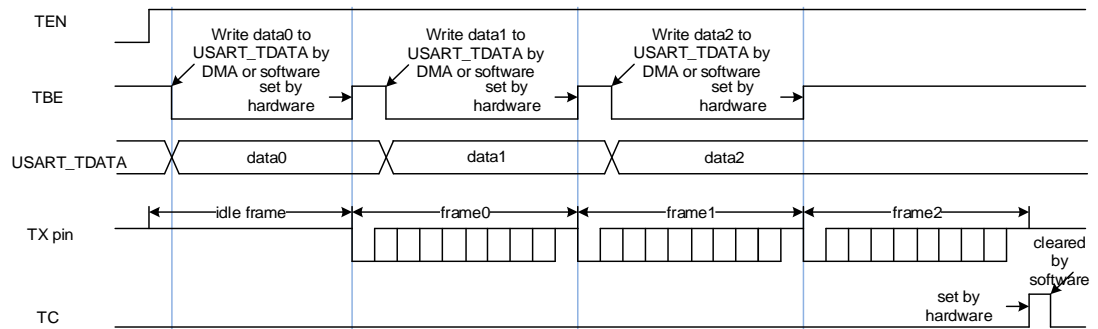 TEN
Write data0 to
USART_TDATA by
DMA or software
Write data1 to
USART_TDATA by
DMA or software
Write data2 to
USART_TDATA by
DMA or software
TBE
set by
hardware
set by
hardware
set by
hardware
USART_TDATA
data0
data1
data2
idle frame
frame0
frame1
frame2
TX pin
cleared
by
software
set by
hardware
TC